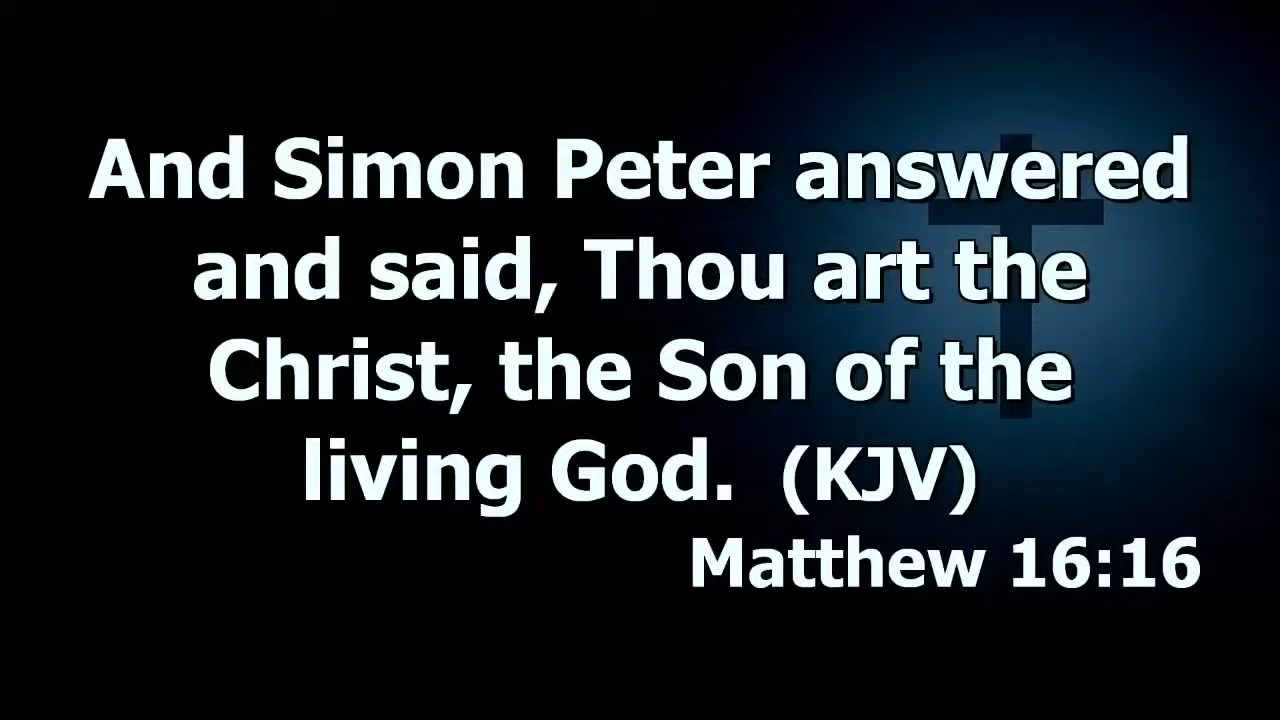 And Simon Peter answered
and said, Thou art the
Christ, the Son of the
living God. (KJV)
Matthew 16:16